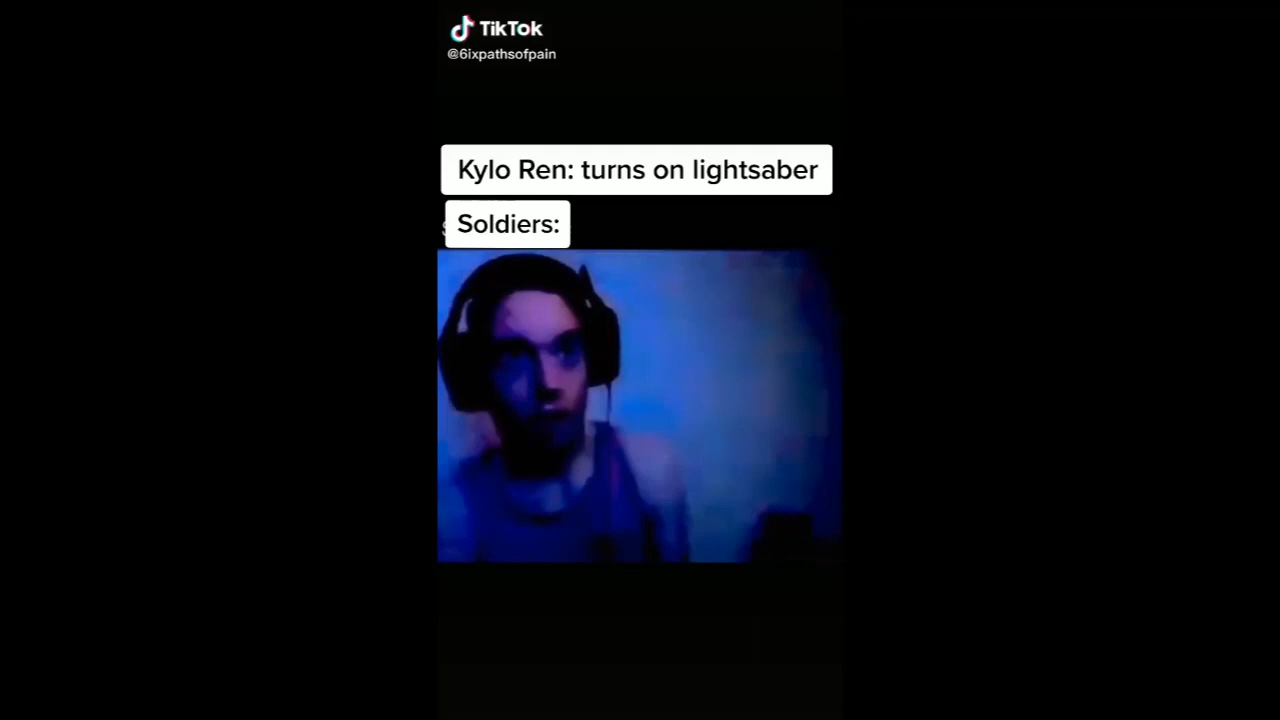 TikTok
@6ixpathsofpain
Kylo Ren: turns on lightsaber
Soldiers: